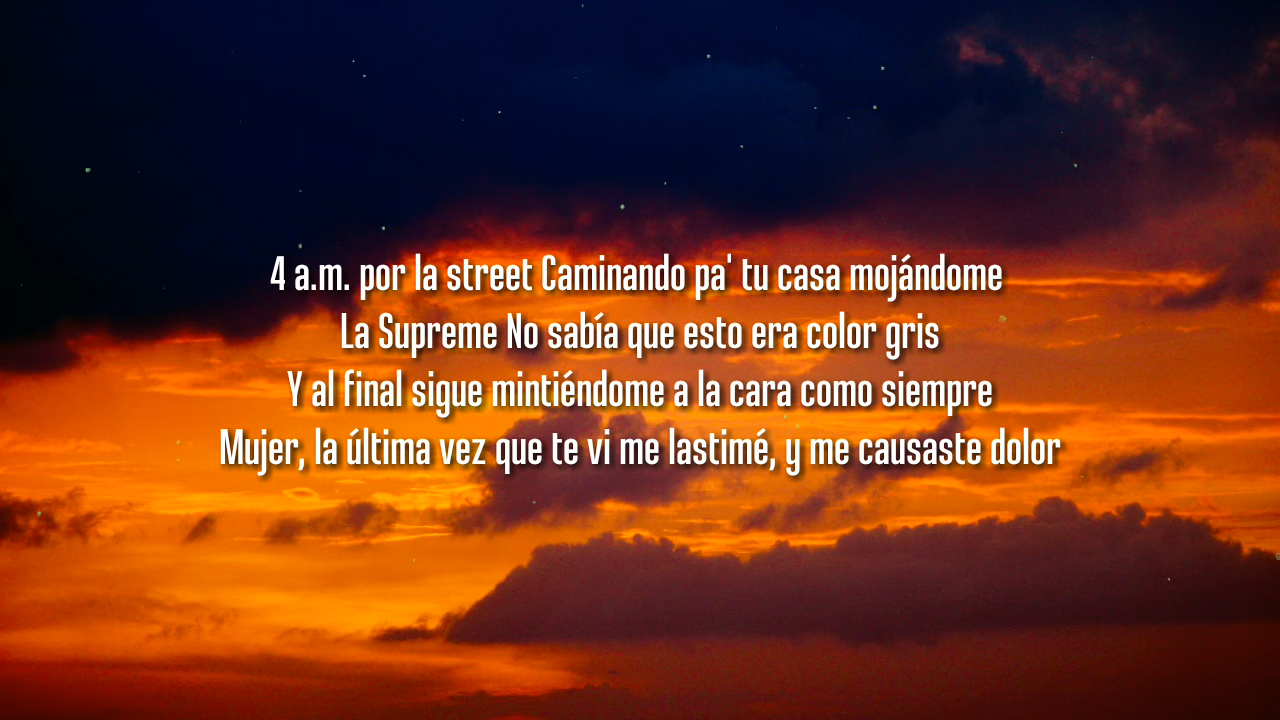 4 a.m. por la street Caminando pa' tu casa mojándome
La Supreme No sabía que esto era color gris
Y al final sigue mintiéndome a la cara como siempre
Mujer, la última vez que te vi me lastimé, y me causaste dolor